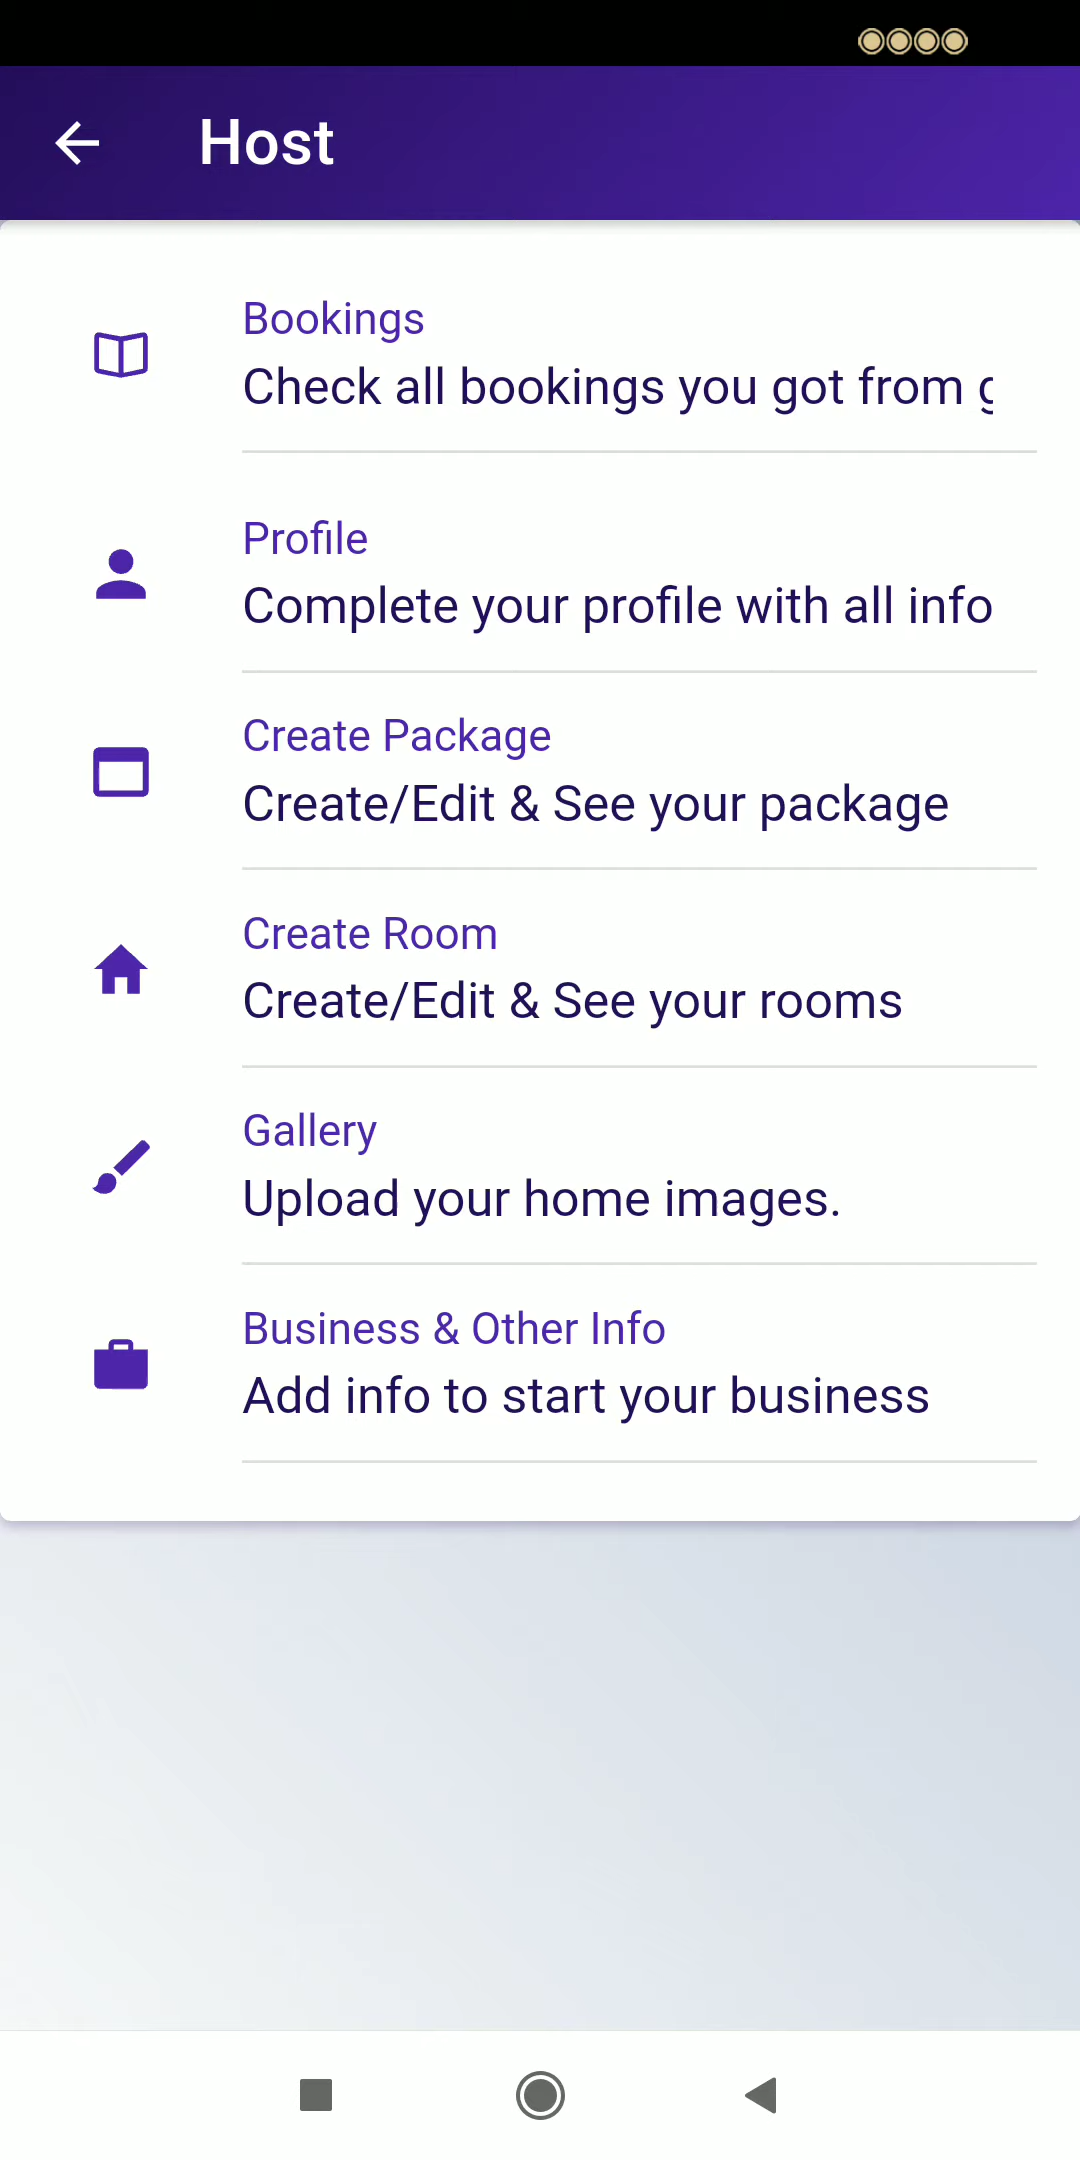 Host
Bookings
Check all bookings you got from
Profile
Complete your profile with all info
Create Package
Create/Edit & See your package
Create Room
Create/Edit & See your rooms
Gallery
Upload your home images.
Business & Other Info
Add info to start your business